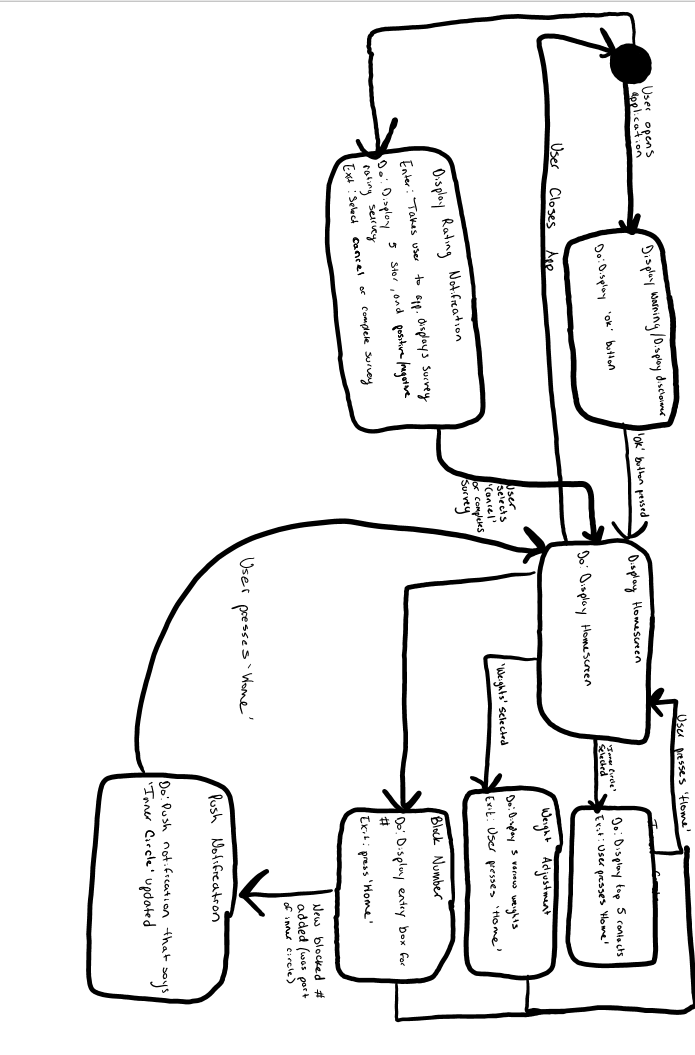 User opens
application
Display Warning/Display disclaimer
Do: Display 'ok' button
'OK' button pressed
User Closes App
Display Rating Notification
Enter: Takes user to app. displays survey
Do: Display 5 star, and positive/negative
rating survey
Exit: Select cancel or complete survey
User
selects
'Cancel'
or completes
survey
Display Homescreen
Do: Display Homescreen
User presses 'Home'
'Inner circle'
selected
Do: Display top 5 contacts
Exit: User presses 'Home'
'Weights' selected
Weight Adjustment
Do: Display 5 various weights
Exit: User presses 'Home'
Block Number
Do: Display entry box for
#
Exit: press 'Home'
New blocked #
added (was part
of inner circle)
Push Notification
Do: Push notification that says
'Inner Circle' updated
User presses 'Home'